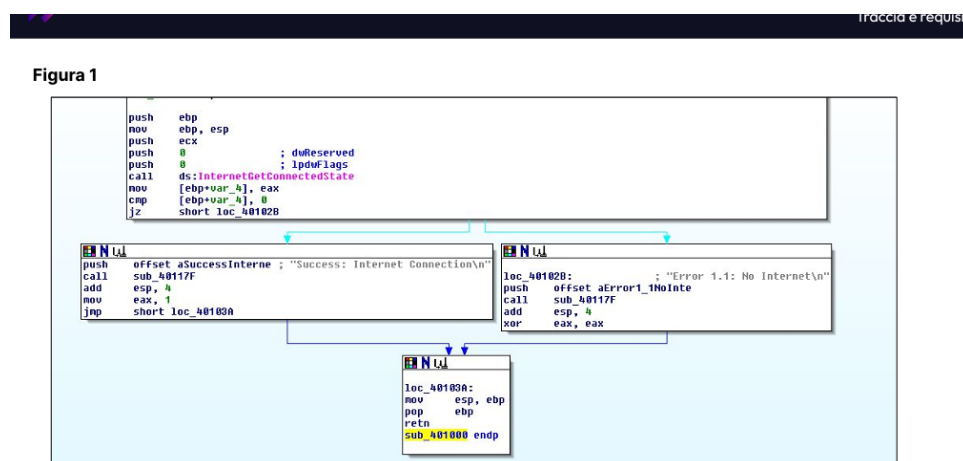 Traccia e requisi
Figura 1
push ebp
mov ebp, esp
push ecx
push 0 ; dwReserved
push 0 ; lpdwFlags
call ds:InternetGetConnectedState
mov [ebp+var_4], eax
cmp [ebp+var_4], 0
jz short loc_40102B
push offset aSuccessInterne ; "Success: Internet Connection\n"
call sub_40117F
add esp, 4
mov eax, 1
jmp short loc_40103A
loc_40102B: ; "Error 1.1: No Internet\n"
push offset aError1_1NoInte
call sub_40117F
add esp, 4
xor eax, eax
loc_40103A:
mov esp, ebp
pop ebp
retn
sub_401000 endp